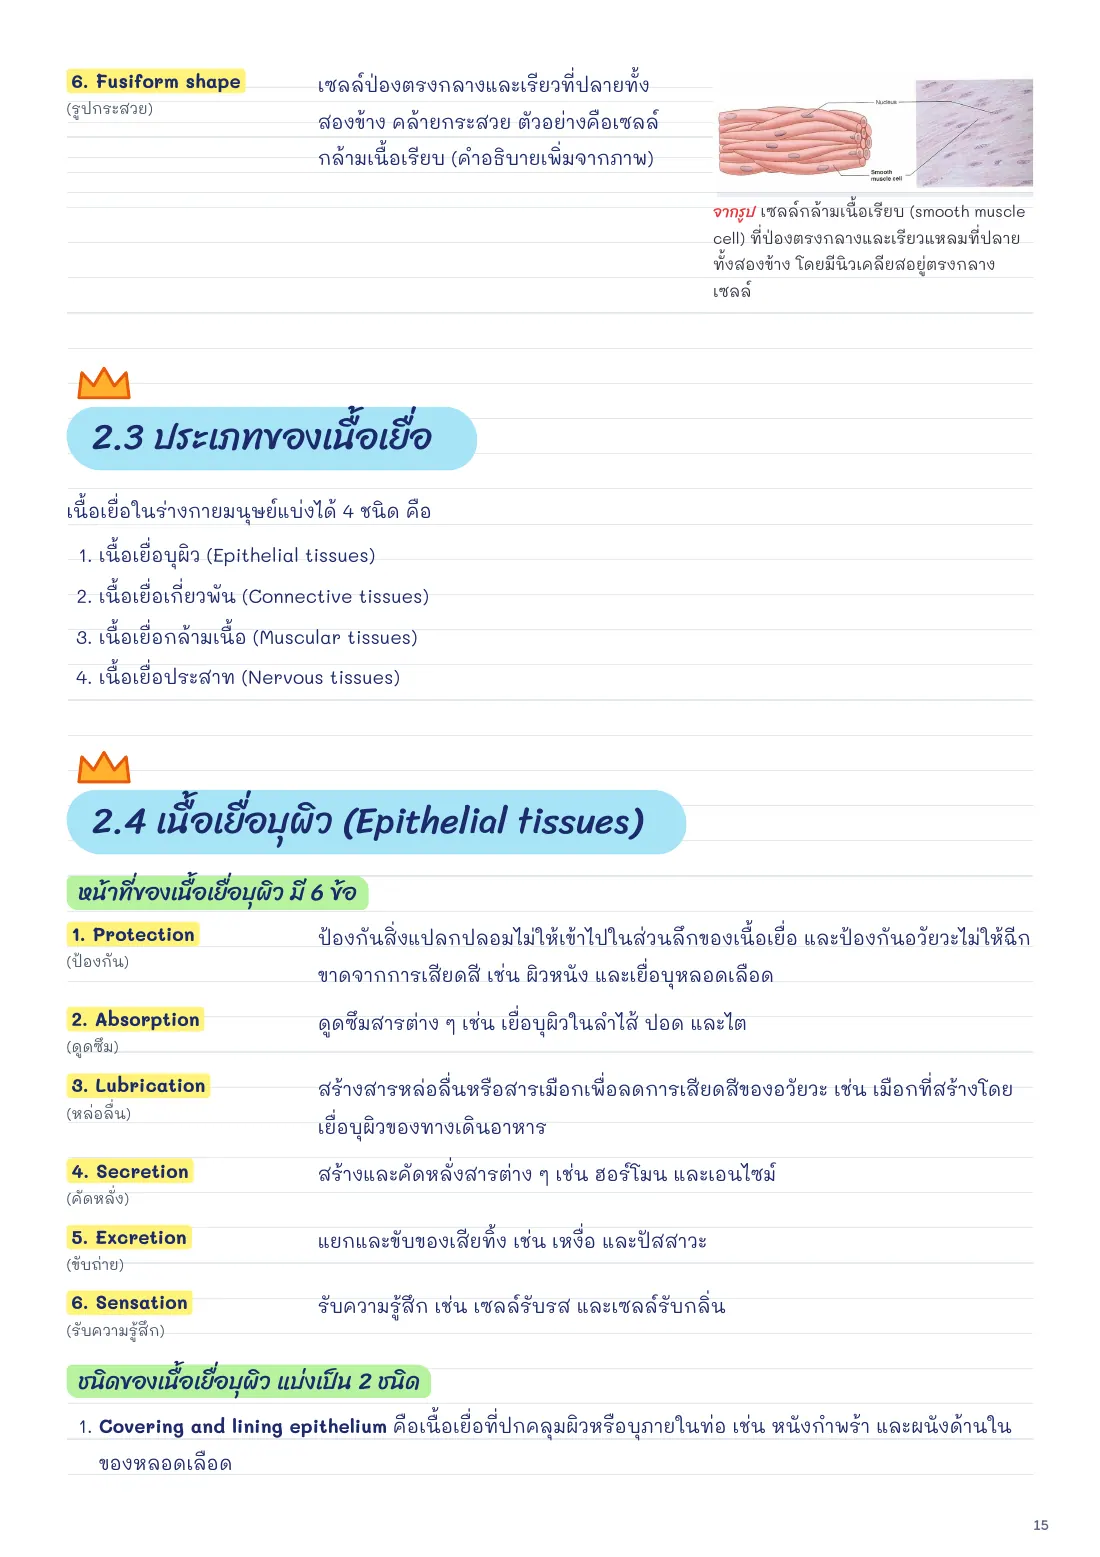 6. Fusiform shape
(รูปกระสวย)
เซลล์ป่องตรงกลางและเรียวที่ปลายทั้ง
สองข้าง คล้ายกระสวย ตัวอย่างคือเซลล์
กล้ามเนื้อเรียบ (คำอธิบายเพิ่มจากภาพ)
Nucleus
Smooth
muscle cell
จากรูป เซลล์กล้ามเนื้อเรียบ (smooth muscle
cell) ที่ป่องตรงกลางและเรียวแหลมที่ปลาย
ทั้งสองข้าง โดยมีนิวเคลียสอยู่ตรงกลาง
เซลล์
2.3 ประเภทของเนื้อเยื่อ
เนื้อเยื่อในร่างกายมนุษย์แบ่งได้ 4 ชนิด คือ
1. เนื้อเยื่อบุผิว (Epithelial tissues)
2. เนื้อเยื่อเกี่ยวพัน (Connective tissues)
3. เนื้อเยื่อกล้ามเนื้อ (Muscular tissues)
4. เนื้อเยื่อประสาท (Nervous tissues)
2.4 เนื้อเยื่อบุผิว (Epithelial tissues)
หน้าที่ของเนื้อเยื่อบุผิว มี 6 ข้อ
1. Protection
(ป้องกัน)
ป้องกันสิ่งแปลกปลอมไม่ให้เข้าไปในส่วนลึกของเนื้อเยื่อ และป้องกันอวัยวะไม่ให้ฉีก
ขาดจากการเสียดสี เช่น ผิวหนัง และเยื่อบุหลอดเลือด
2. Absorption
(ดูดซึม)
ดูดซึมสารต่าง ๆ เช่น เยื่อบุผิวในลำไส้ ปอด และไต
3. Lubrication
(หล่อลื่น)
สร้างสารหล่อลื่นหรือสารเมือกเพื่อลดการเสียดสีของอวัยวะ เช่น เมือกที่สร้างโดย
เยื่อบุผิวของทางเดินอาหาร
4. Secretion
(คัดหลั่ง)
สร้างและคัดหลั่งสารต่าง ๆ เช่น ฮอร์โมน และเอนไซม์
5. Excretion
(ขับถ่าย)
แยกและขับของเสียทิ้ง เช่น เหงื่อ และปัสสาวะ
6. Sensation
(รับความรู้สึก)
รับความรู้สึก เช่น เซลล์รับรส และเซลล์รับกลิ่น
ชนิดของเนื้อเยื่อบุผิว แบ่งเป็น 2 ชนิด
1. Covering and lining epithelium คือเนื้อเยื่อที่ปกคลุมผิวหรือบุภายในท่อ เช่น หนังกำพร้า และผนังด้านใน
ของหลอดเลือด
15